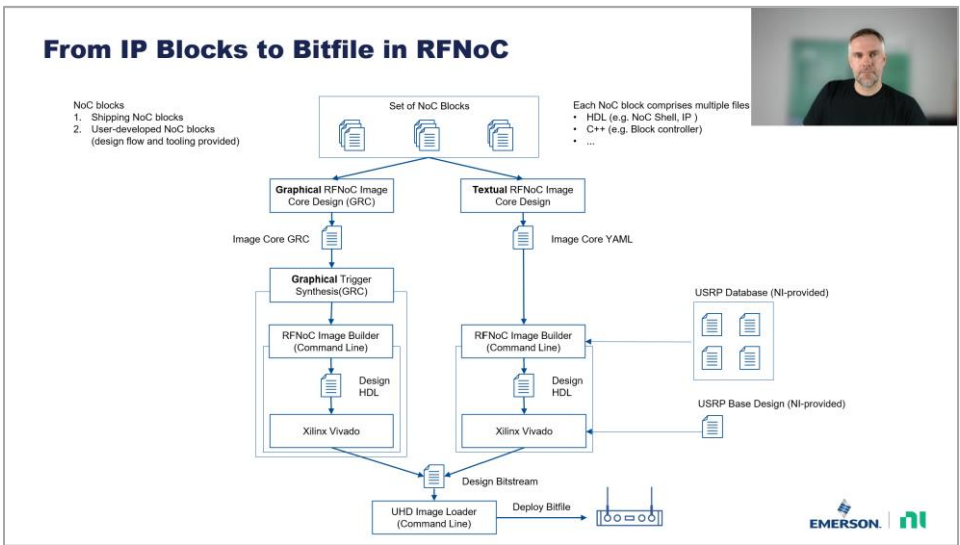 From IP Blocks to Bitfile in RFNoC
NoC blocks
1. Shipping NoC blocks
2. User-developed NoC blocks
(design flow and tooling provided)
Set of NoC Blocks
Each NoC block comprises multiple files
• HDL (e.g. NoC Shell, IP )
• C++ (e.g. Block controller)
• ...
Graphical RFNoC Image
Core Design (GRC)
Textual RFNoC Image
Core Design
Image Core GRC
Image Core YAML
Graphical Trigger
Synthesis(GRC)
USRP Database (NI-provided)
RFNoC Image Builder
(Command Line)
RFNoC Image Builder
(Command Line)
Design
HDL
Design
HDL
USRP Base Design (NI-provided)
Xilinx Vivado
Xilinx Vivado
Design Bitstream
UHD Image Loader
(Command Line)
Deploy Bitfile
EMERSON.
ni